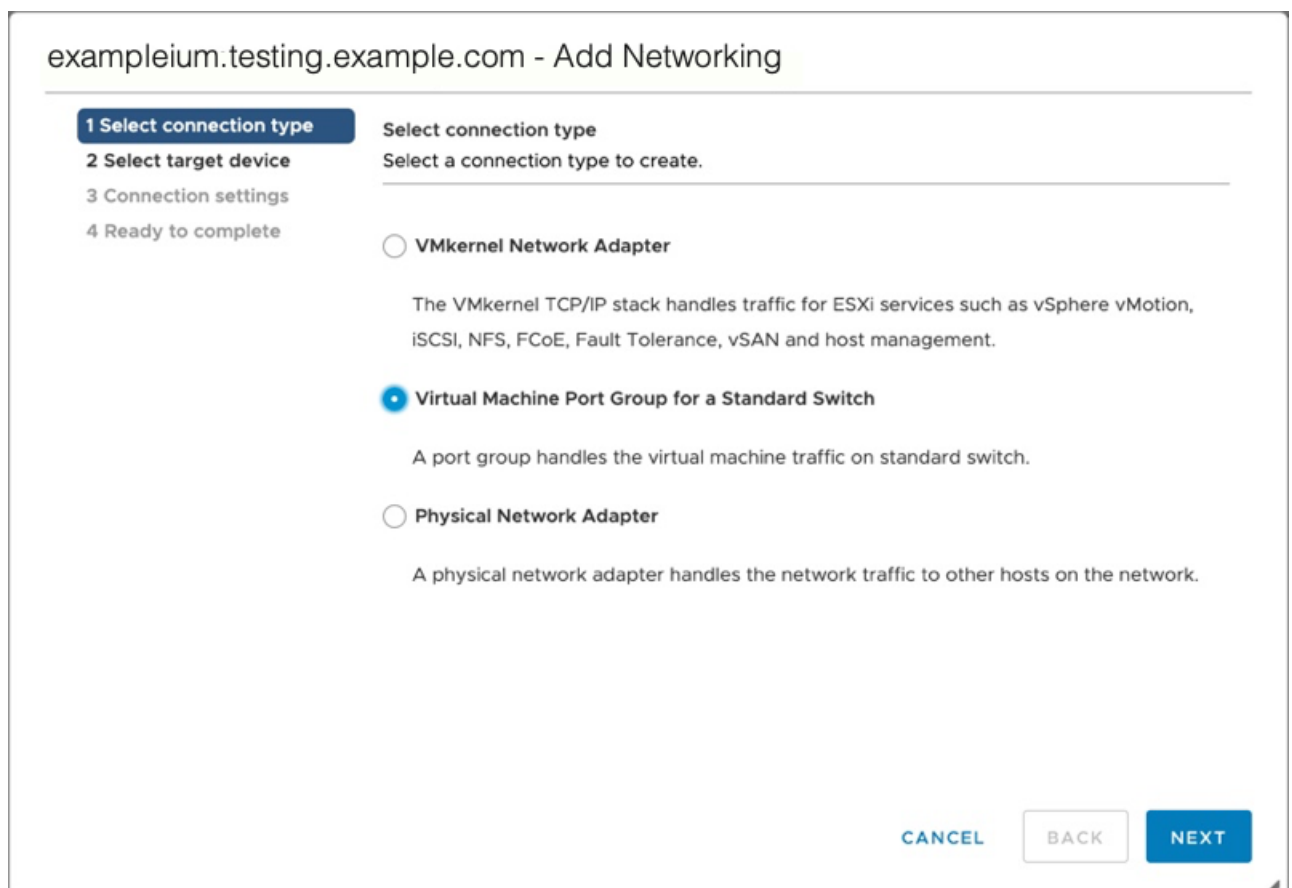 exampleium.testing.example.com - Add Networking
1 Select connection type
2 Select target device
3 Connection settings
4 Ready to complete
Select connection type
Select a connection type to create.
VMkernel Network Adapter
The VMkernel TCP/IP stack handles traffic for ESXi services such as vSphere vMotion,
iSCSI, NFS, FCoE, Fault Tolerance, vSAN and host management.
Virtual Machine Port Group for a Standard Switch
A port group handles the virtual machine traffic on standard switch.
Physical Network Adapter
A physical network adapter handles the network traffic to other hosts on the network.
CANCEL
BACK
NEXT